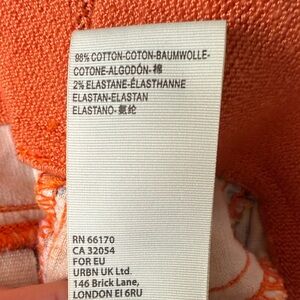 98% COTTON-COTON-BAUMWOLLE-
COTONE-ALGODÓN-棉
2% ELASTANE-ÉLASTHANNE
ELASTAN-ELASTAN
ELASTANO-氨纶
RN 66170
CA 32054
FOR EU
URBN UK Ltd.
146 Brick Lane,
LONDON EI 6RU